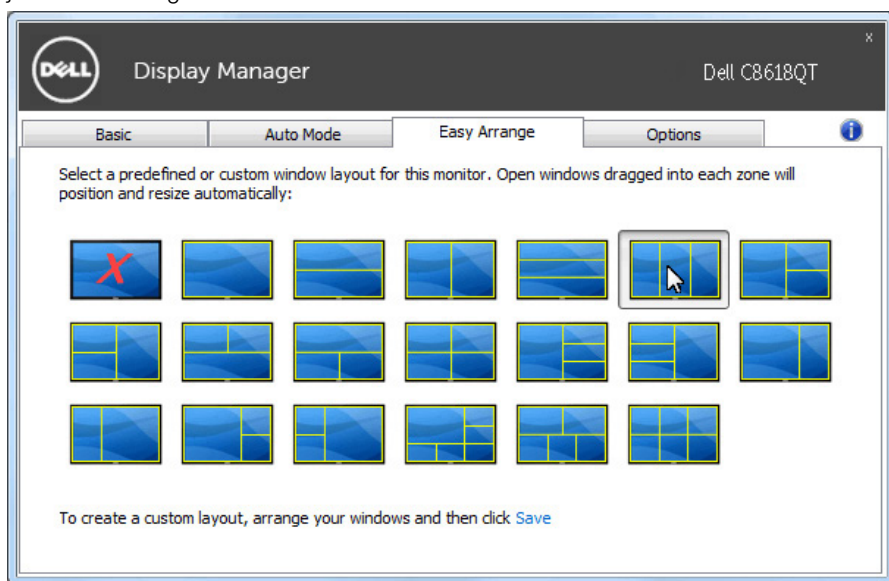 DELL
Display Manager
x
Dell C8618QT
Basic
Auto Mode
Easy Arrange
Options
Select a predefined or custom window layout for this monitor. Open windows dragged into each zone will
position and resize automatically:
To create a custom layout, arrange your windows and then click Save